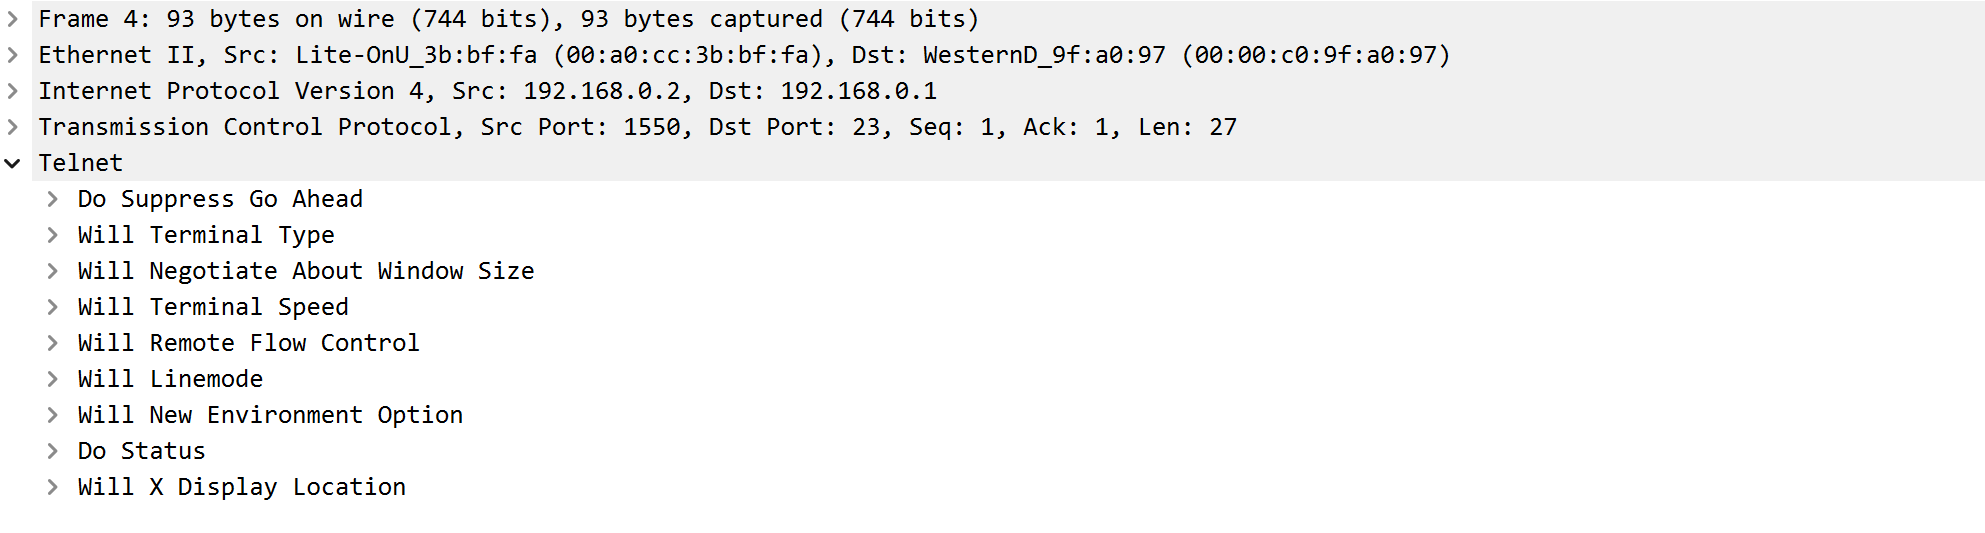 Frame 4: 93 bytes on wire (744 bits), 93 bytes captured (744 bits)
Ethernet II, Src: Lite-OnU_3b:bf:fa (00:a0:cc:3b:bf:fa), Dst: WesternD_9f:a0:97 (00:00:c0:9f:a0:97)
Internet Protocol Version 4, Src: 192.168.0.2, Dst: 192.168.0.1
Transmission Control Protocol, Src Port: 1550, Dst Port: 23, Seq: 1, Ack: 1, Len: 27
Telnet
Do Suppress Go Ahead
Will Terminal Type
Will Negotiate About Window Size
Will Terminal Speed
Will Remote Flow Control
Will Linemode
Will New Environment Option
Do Status
Will X Display Location